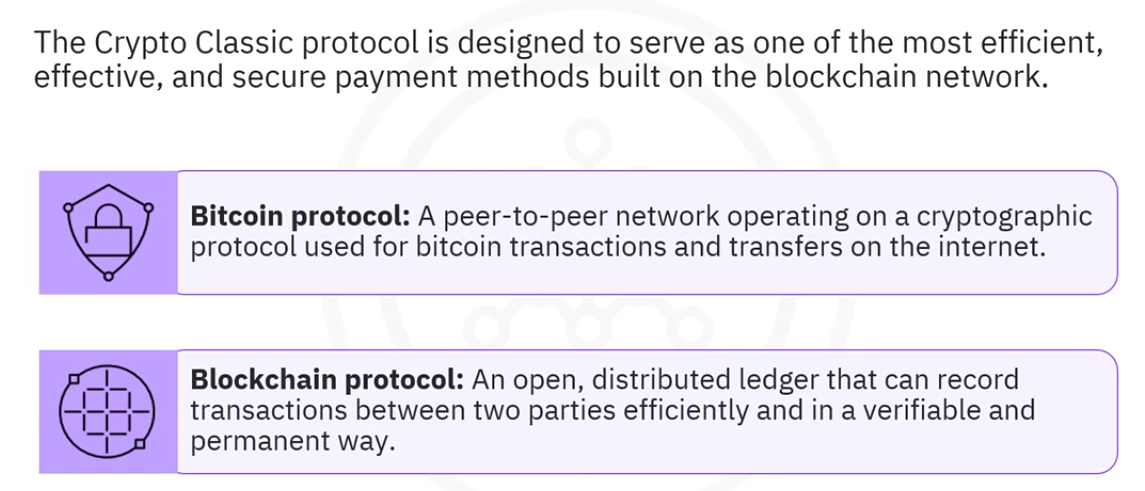 The Crypto Classic protocol is designed to serve as one of the most efficient,
effective, and secure payment methods built on the blockchain network.
Bitcoin protocol: A peer-to-peer network operating on a cryptographic
protocol used for bitcoin transactions and transfers on the internet.
Blockchain protocol: An open, distributed ledger that can record
transactions between two parties efficiently and in a verifiable and
permanent way.